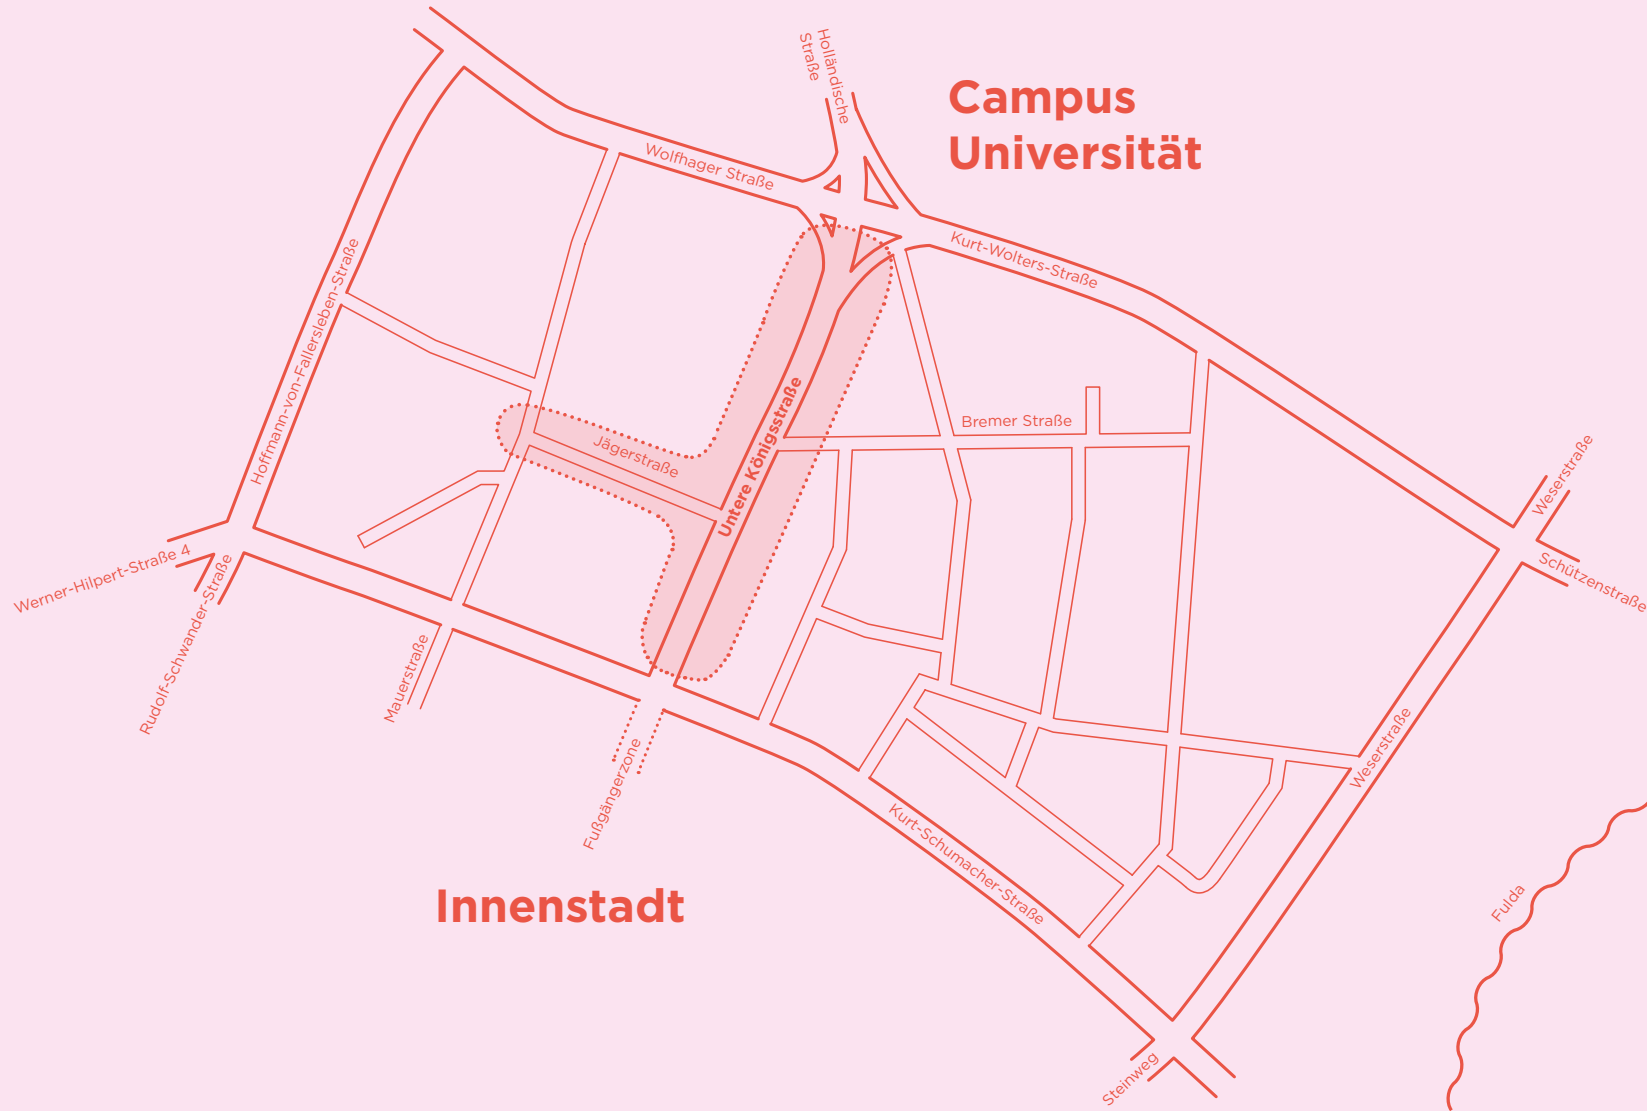 Holländische
Straße
Campus
Universität
Wolfhager Straße
Kurt-Wolters-Straße
Hoffmann-von-Fallersleben-Straße
Jägerstraße
Untere Königsstraße
Bremer Straße
Weserstraße
Schützenstraße
Werner-Hilpert-Straße 4
Rudolf-Schwander-Straße
Mauerstraße
Fußgängerzone
Weserstraße
Kurt-Schumacher-Straße
Innenstadt
Fulda
Steinweg